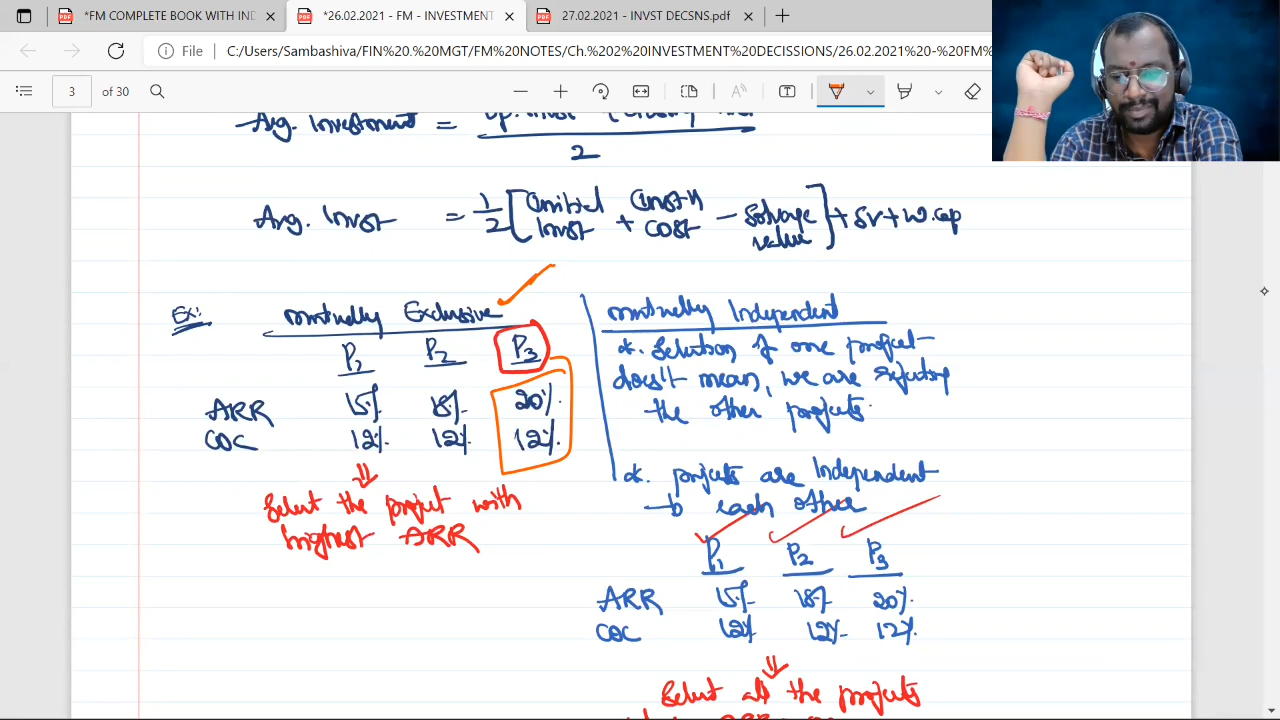 *FM COMPLETE BOOK WITH IND
*26.02.2021 - FM - INVESTMENT
27.02.2021 - INVST DECSNS.pdf
File
C:/Users/Sambashiva/FIN%20.%20MGT/FM%20NOTES/Ch.%202%20INVESTMENT%20DECISSIONS/26.02.2021%20-%20FM%
3 of 30
Avg. Investment =
2
Avg. Invst = 1/2 [Initial Invst + Instn COST - Salvage value] + SV + W.cap
Ex:
Mutually Exclusive
P1 P2 P3
ARR 15% 18% 20%
COC 12% 12% 12%
⇓
Select the project with
highest ARR
Mutually Independent
*. Selection of one project
doesn't mean, we are rejecting
the other projects.
*. projects are Independent
to each other
P1 P2 P3
ARR 15% 18% 20%
COC 12% 12% 12%
⇓
Select all the projects